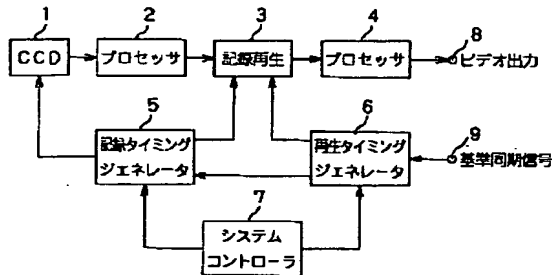 1
2
3
4
8
CCD
プロセッサ
記録再生
プロセッサ
ビデオ出力
5
6
9
記録タイミング
ジェネレータ
再生タイミング
ジェネレータ
基準同期信号
7
システム
コントローラ